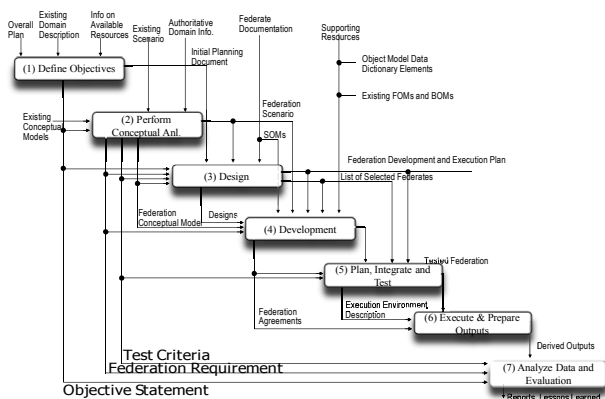 Overall
Plan
Existing
Domain
Description
Info on
Available
Resources
Existing
Scenario
Authoritative
Domain Info.
Federate
Documentation
Supporting
Resources
Initial Planning
Document
(1) Define Objectives
Object Model Data
Dictionary Elements
Existing FOMs and BOMs
Existing
Conceptual
Models
(2) Perform
Conceptual Anl.
Federation
Scenario
SOMs
Federation Development and Execution Plan
(3) Design
List of Selected Federates
Federation
Conceptual Model
Designs
(4) Development
Tested Federation
(5) Plan, Integrate and
Test
Execution Environment
Description
Federation
Agreements
(6) Execute & Prepare
Outputs
Derived Outputs
Test Criteria
Federation Requirement
(7) Analyze Data and
Evaluation
Objective Statement
Reports, Lessons Learned